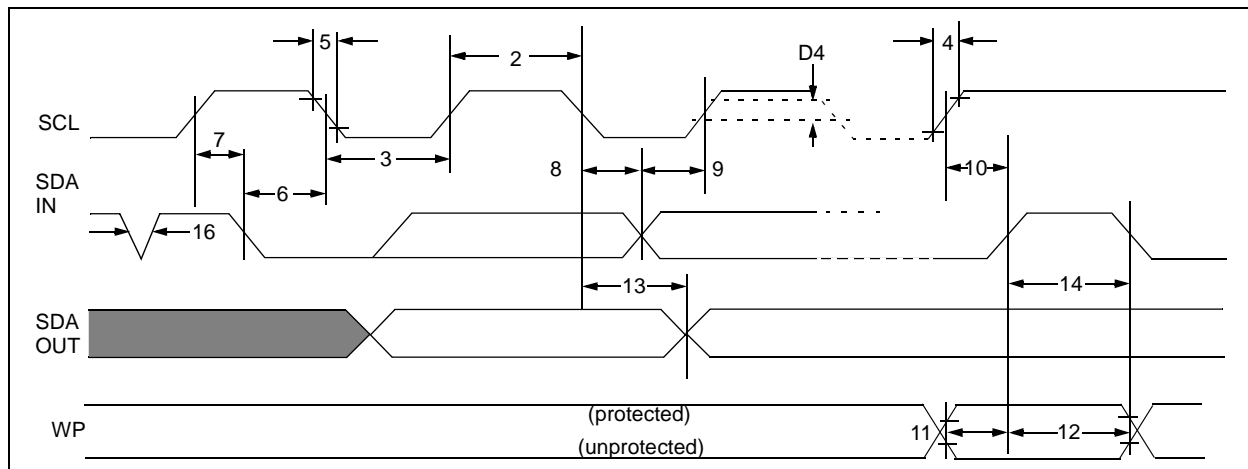 5
2
D4
4
SCL
7
3
8
9
10
SDA
IN
6
16
13
14
SDA
OUT
WP
(protected)
(unprotected)
11
12